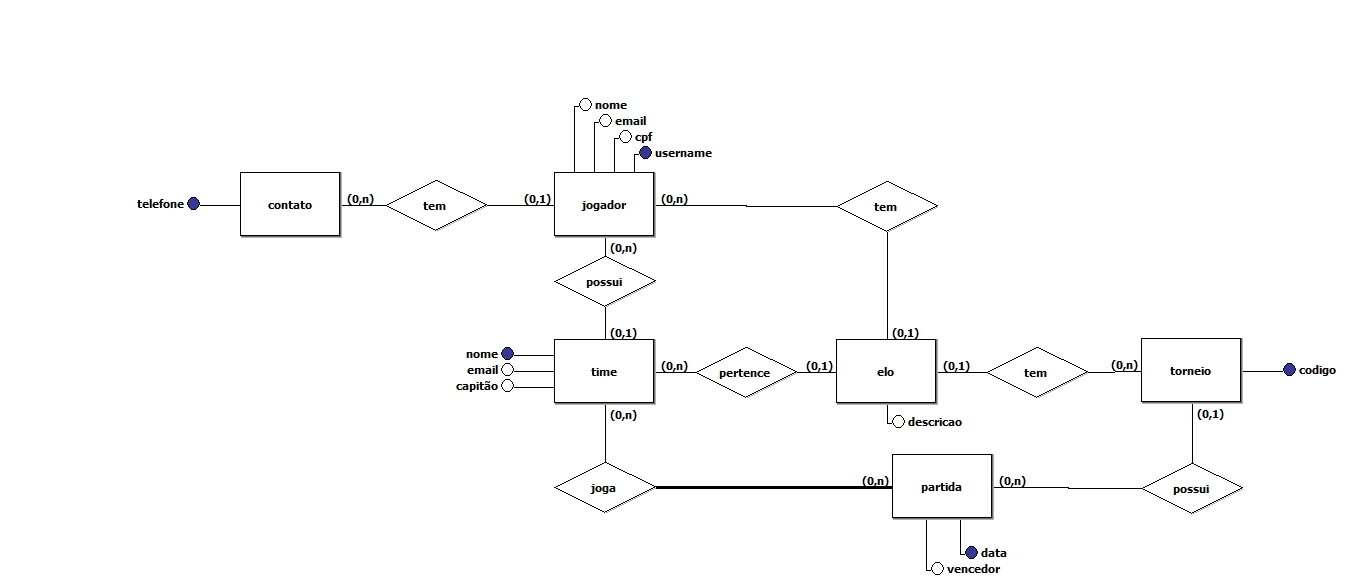 nome
email
cpf
username
telefone
contato
(0,n)
tem
(0,1)
jogador
(0,n)
tem
(0,n)
possui
(0,1)
(0,1)
nome
email
capitão
time
(0,n)
pertence
(0,1)
elo
(0,1)
tem
(0,n)
torneio
codigo
(0,n)
descricao
(0,1)
joga
(0,n)
partida
(0,n)
possui
data
vencedor